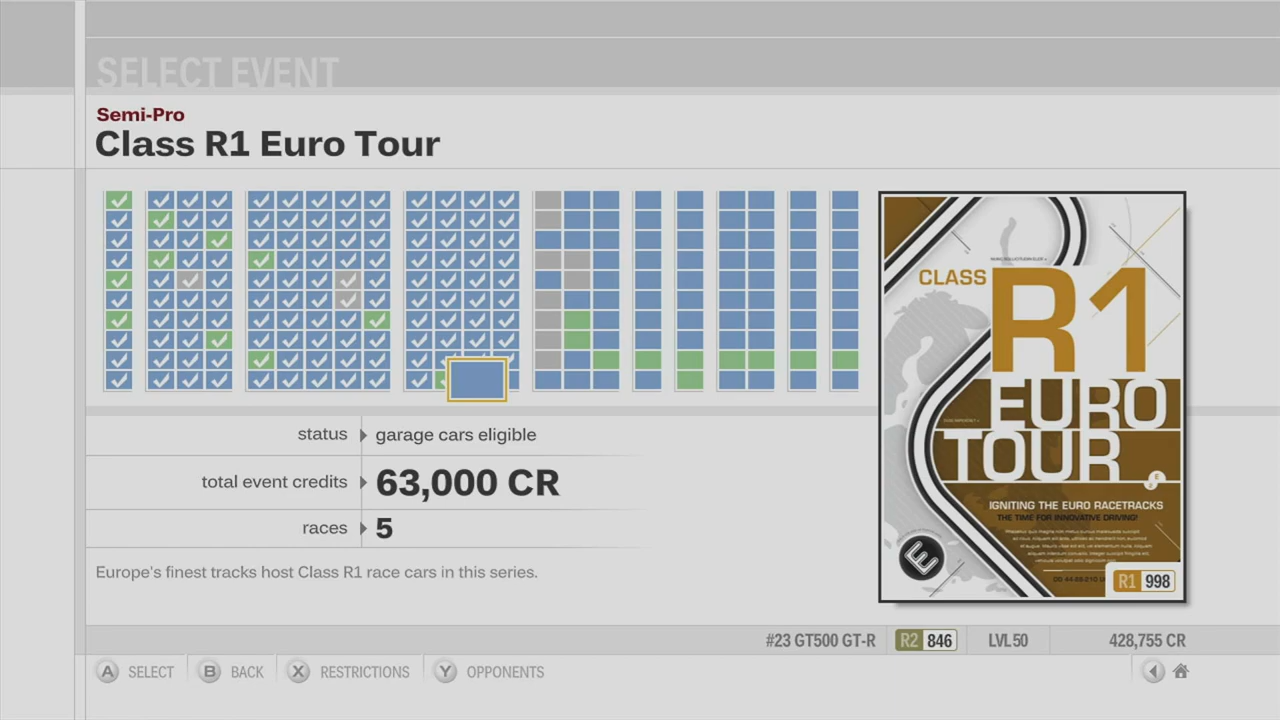 SELECT EVENT
Semi-Pro
Class R1 Euro Tour
CLASS
R1
EURO
TOUR
IGNITING THE EURO RACETRACKS
THE TIME FOR INNOVATIVE DRIVING!
E
R1 998
status garage cars eligible
total event credits 63,000 CR
races 5
Europe's finest tracks host Class R1 race cars in this series.
#23 GT500 GT-R R2 846 LVL50 428,755 CR
A SELECT B BACK X RESTRICTIONS Y OPPONENTS